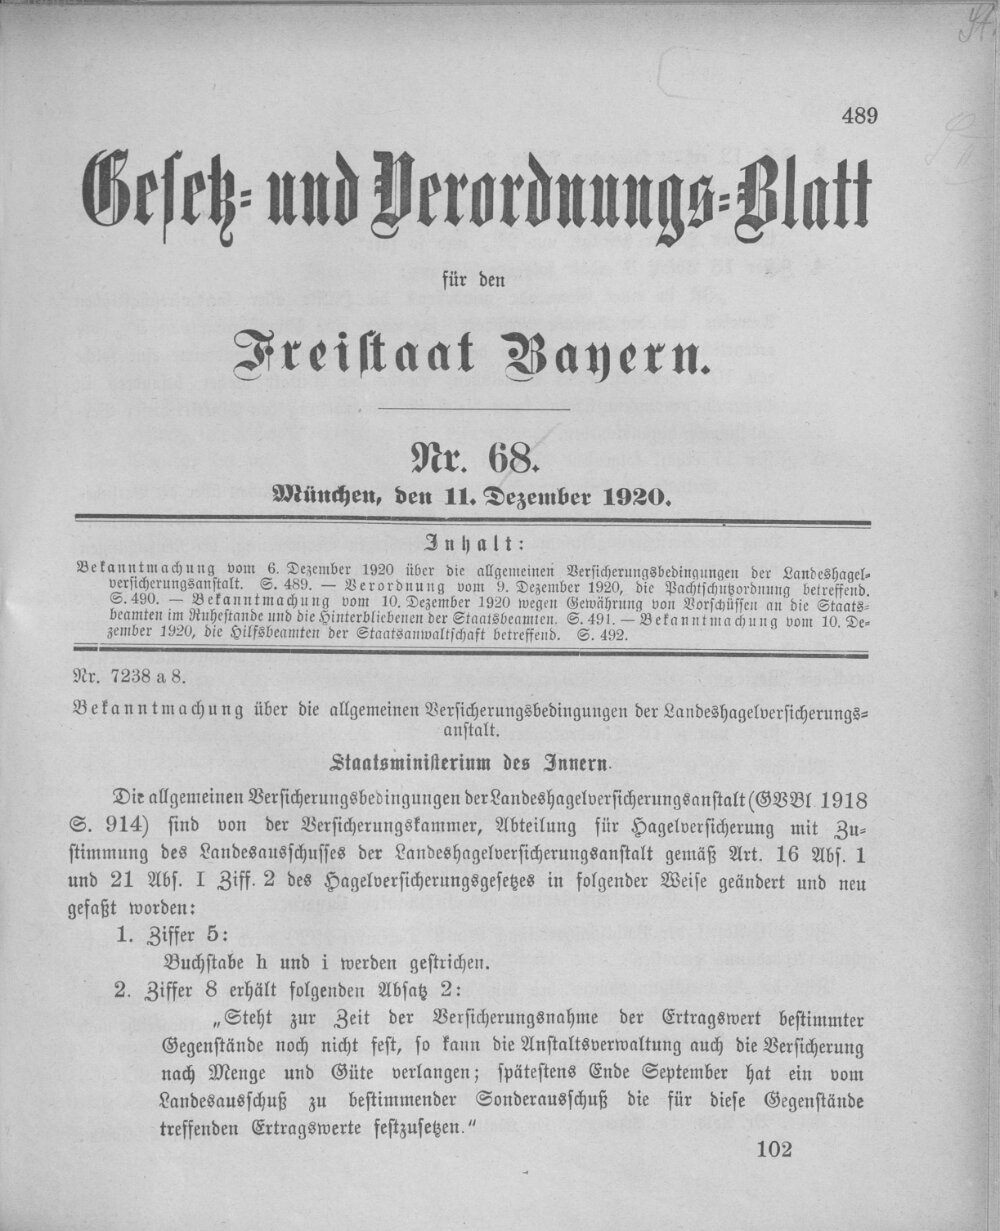 489
Gesetz- und Verordnungs-Blatt
für den
Freistaat Bayern.
Nr. 68.
München, den 11. Dezember 1920.
Inhalt:
Bekanntmachung vom 6. Dezember 1920 über die allgemeinen Versicherungsbedingungen der Landeshagel-
versicherungsanstalt. S. 489. — Verordnung vom 9. Dezember 1920, die Pachtschutzordnung betreffend.
S. 490. — Bekanntmachung vom 10. Dezember 1920 wegen Gewährung von Vorschüssen an die Staats-
beamten im Ruhestande und die Hinterbliebenen der Staatsbeamten. S. 491. — Bekanntmachung vom 10. De-
zember 1920, die Hilfsbeamten der Staatsanwaltschaft betreffend. S. 492.
Nr. 7238 a 8.
Bekanntmachung über die allgemeinen Versicherungsbedingungen der Landeshagelversicherungs-
anstalt.
Staatsministerium des Innern.
Die allgemeinen Versicherungsbedingungen der Landeshagelversicherungsanstalt (GVBl 1918
S. 914) sind von der Versicherungskammer, Abteilung für Hagelversicherung mit Zu-
stimmung des Landesausschusses der Landeshagelversicherungsanstalt gemäß Art. 16 Abs. 1
und 21 Abs. I Ziff. 2 des Hagelversicherungsgesetzes in folgender Weise geändert und neu
gefaßt worden:
1. Ziffer 5:
Buchstabe h und i werden gestrichen.
2. Ziffer 8 erhält folgenden Absatz 2:
„Steht zur Zeit der Versicherungsnahme der Ertragswert bestimmter
Gegenstände noch nicht fest, so kann die Anstaltsverwaltung auch die Versicherung
nach Menge und Güte verlangen; spätestens Ende September hat ein vom
Landesausschuß zu bestimmender Sonderausschuß die für diese Gegenstände
treffenden Ertragswerte festzusetzen."
102